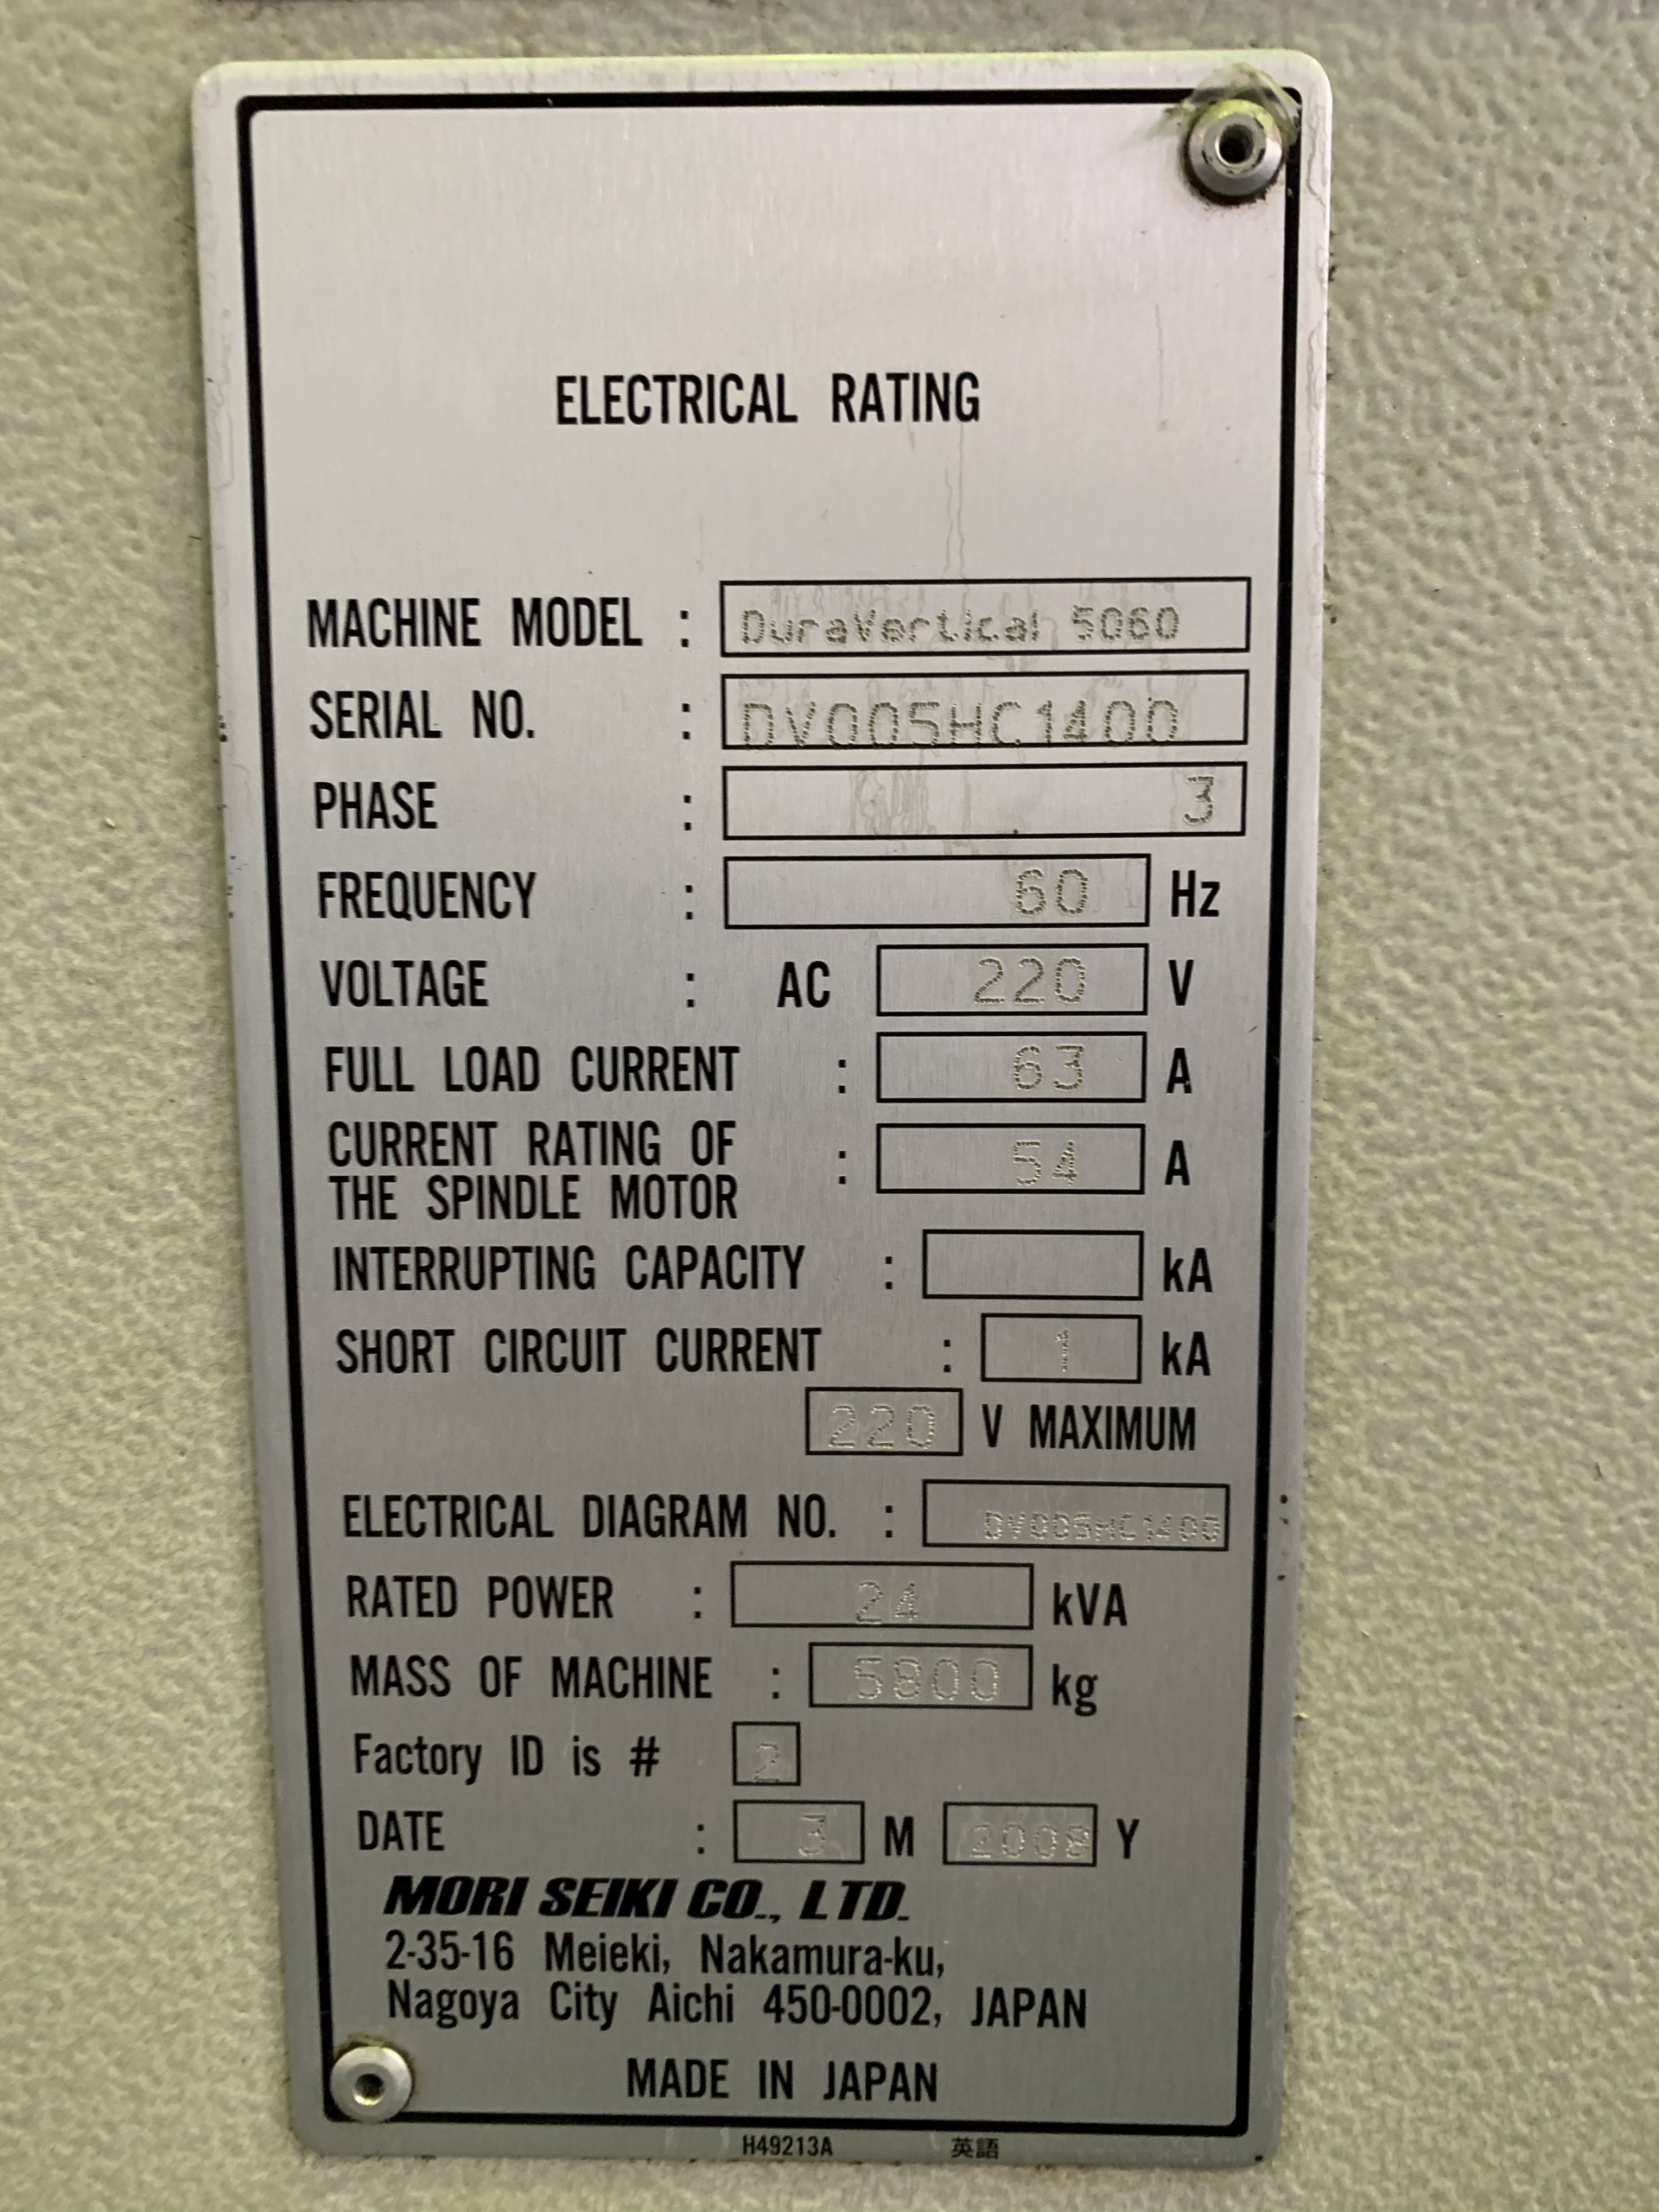 ELECTRICAL RATING
MACHINE MODEL : DuraVertical 5060
SERIAL NO. : DV005HC1400
PHASE : 3
FREQUENCY : 60 Hz
VOLTAGE : AC 220 V
FULL LOAD CURRENT : 63 A
CURRENT RATING OF
THE SPINDLE MOTOR : 54 A
INTERRUPTING CAPACITY : kA
SHORT CIRCUIT CURRENT : 1 kA
220 V MAXIMUM
ELECTRICAL DIAGRAM NO. : DV005HC1400
RATED POWER : 24 kVA
MASS OF MACHINE : 5800 kg
Factory ID is # 2
DATE : 3 M 2008 Y
MORI SEIKI CO., LTD.
2-35-16 Meieki, Nakamura-ku,
Nagoya City Aichi 450-0002, JAPAN
MADE IN JAPAN
H49213A 英語